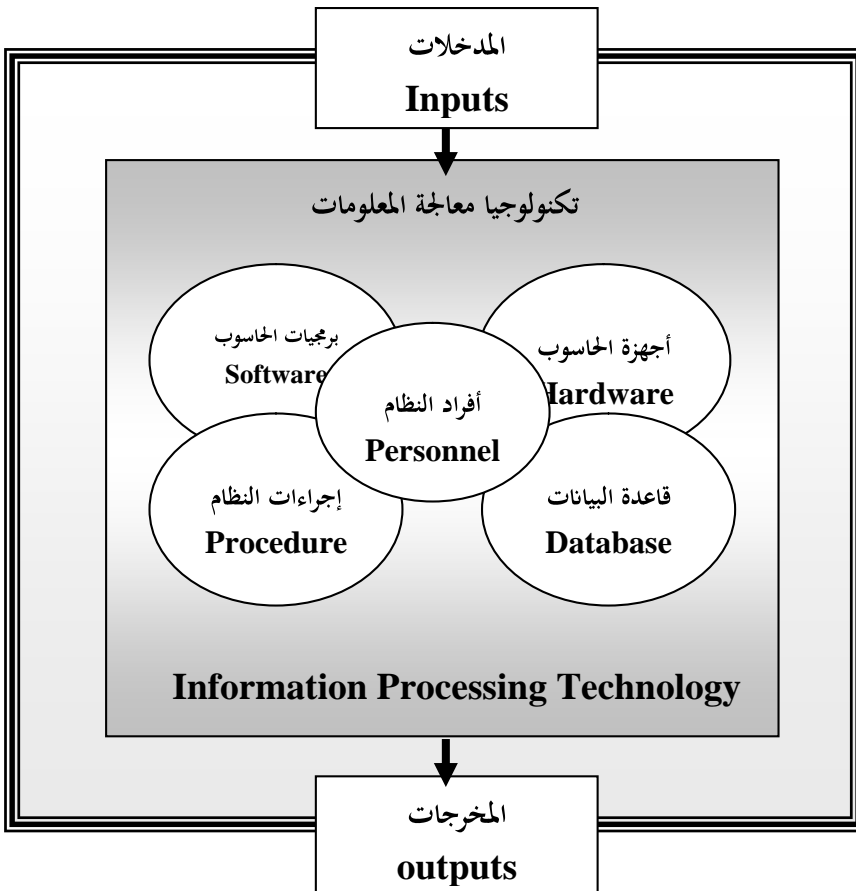 المدخلات
Inputs
تكنولوجيا معالجة المعلومات
برمجيات الحاسوب
Software
أجهزة الحاسوب
Hardware
أفراد النظام
Personnel
إجراءات النظام
Procedure
قاعدة البيانات
Database
Information Processing Technology
المخرجات
outputs